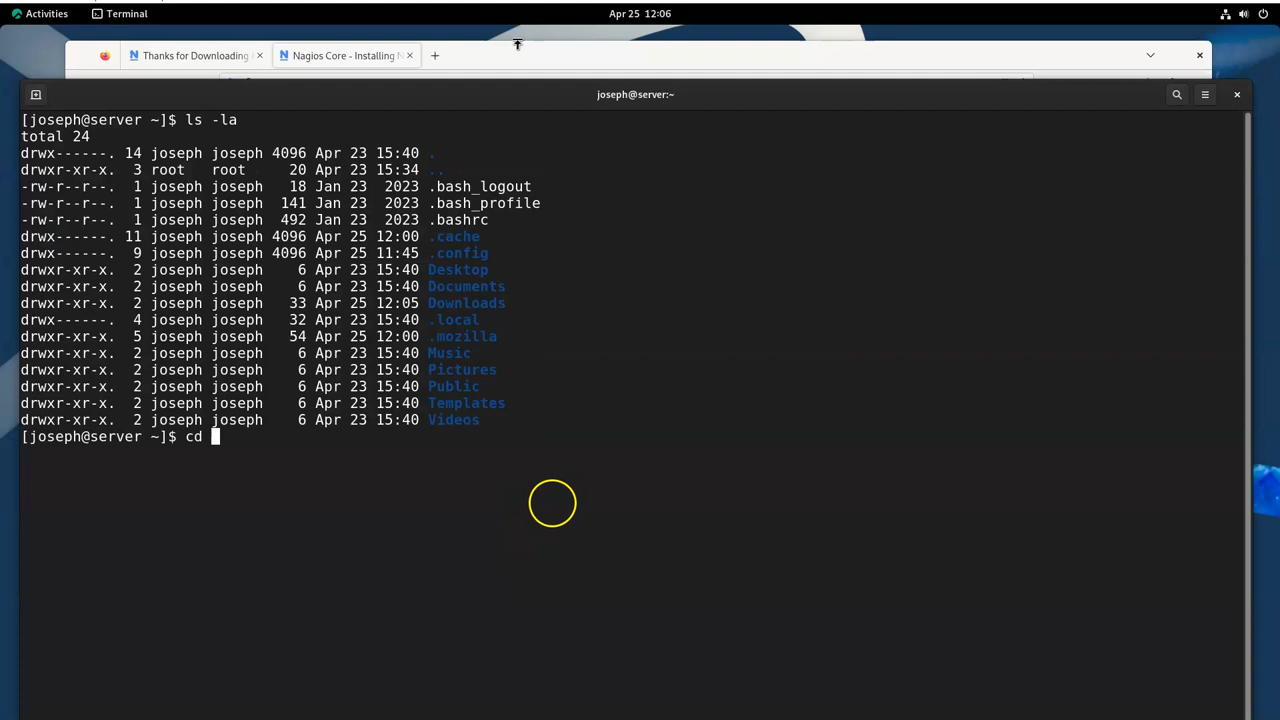 Activities Terminal Apr 25 12:06
Thanks for Downloading Nagios Core - Installing N
joseph@server:~
[joseph@server ~]$ ls -la
total 24
drwx------. 14 joseph joseph 4096 Apr 23 15:40 .
drwxr-xr-x. 3 root root 20 Apr 23 15:34 ..
-rw-r--r--. 1 joseph joseph 18 Jan 23 2023 .bash_logout
-rw-r--r--. 1 joseph joseph 141 Jan 23 2023 .bash_profile
-rw-r--r--. 1 joseph joseph 492 Jan 23 2023 .bashrc
drwx------. 11 joseph joseph 4096 Apr 25 12:00 .cache
drwx------. 9 joseph joseph 4096 Apr 25 11:45 .config
drwxr-xr-x. 2 joseph joseph 6 Apr 23 15:40 Desktop
drwxr-xr-x. 2 joseph joseph 6 Apr 23 15:40 Documents
drwxr-xr-x. 2 joseph joseph 33 Apr 25 12:05 Downloads
drwx------. 4 joseph joseph 32 Apr 23 15:40 .local
drwxr-xr-x. 5 joseph joseph 54 Apr 25 12:00 .mozilla
drwxr-xr-x. 2 joseph joseph 6 Apr 23 15:40 Music
drwxr-xr-x. 2 joseph joseph 6 Apr 23 15:40 Pictures
drwxr-xr-x. 2 joseph joseph 6 Apr 23 15:40 Public
drwxr-xr-x. 2 joseph joseph 6 Apr 23 15:40 Templates
drwxr-xr-x. 2 joseph joseph 6 Apr 23 15:40 Videos
[joseph@server ~]$ cd